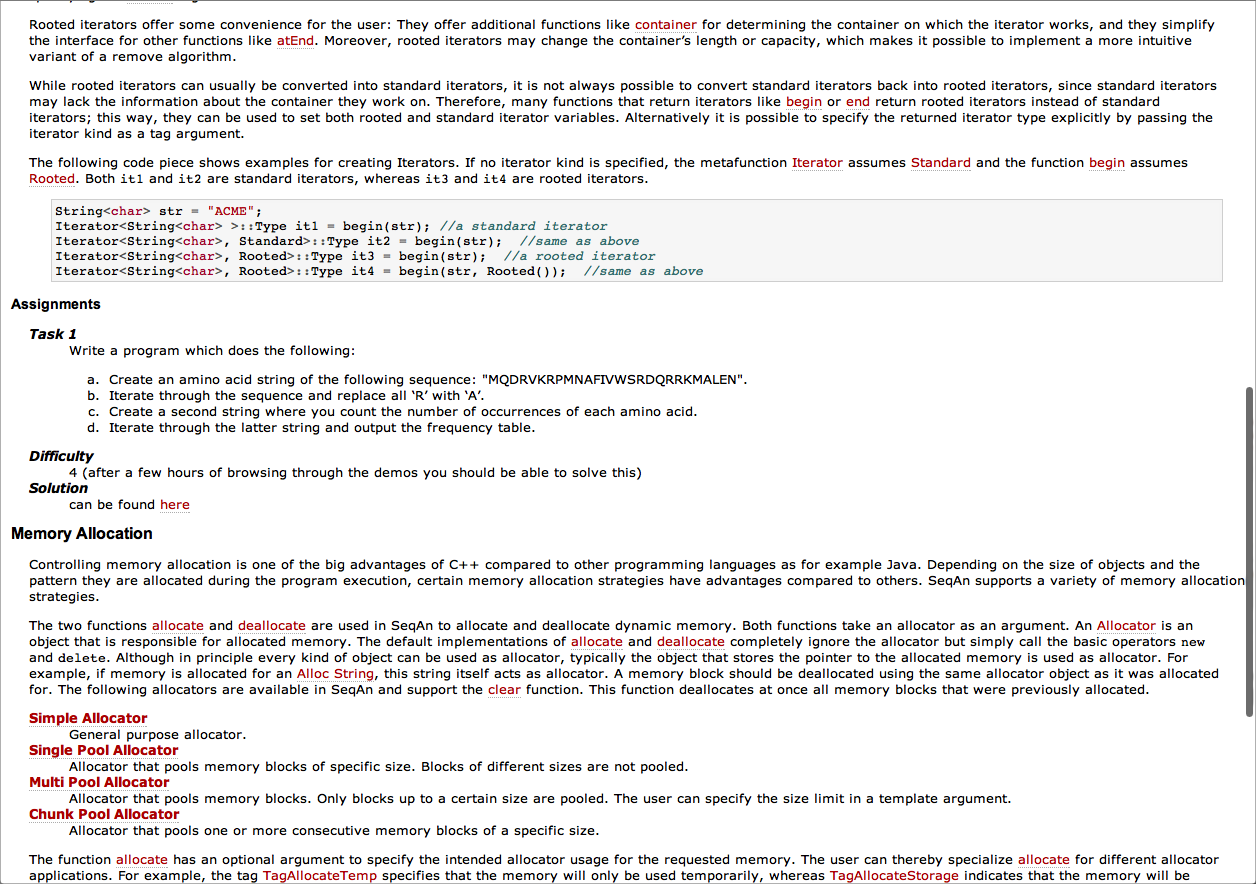 Rooted iterators offer some convenience for the user: They offer additional functions like container for determining the container on which the iterator works, and they simplify
the interface for other functions like atEnd. Moreover, rooted iterators may change the container’s length or capacity, which makes it possible to implement a more intuitive
variant of a remove algorithm.
While rooted iterators can usually be converted into standard iterators, it is not always possible to convert standard iterators back into rooted iterators, since standard iterators
may lack the information about the container they work on. Therefore, many functions that return iterators like begin or end return rooted iterators instead of standard
iterators; this way, they can be used to set both rooted and standard iterator variables. Alternatively it is possible to specify the returned iterator type explicitly by passing the
iterator kind as a tag argument.
The following code piece shows examples for creating Iterators. If no iterator kind is specified, the metafunction Iterator assumes Standard and the function begin assumes
Rooted. Both it1 and it2 are standard iterators, whereas it3 and it4 are rooted iterators.
String<char> str = "ACME";
Iterator<String<char> >::Type it1 = begin(str); //a standard iterator
Iterator<String<char>, Standard>::Type it2 = begin(str);  //same as above
Iterator<String<char>, Rooted>::Type it3 = begin(str);  //a rooted iterator
Iterator<String<char>, Rooted>::Type it4 = begin(str, Rooted());  //same as above
Assignments
Task 1
Write a program which does the following:
a. Create an amino acid string of the following sequence: "MQDRVKRPMNAFIVWSRDQRRKMALEN".
b. Iterate through the sequence and replace all ‘R’ with ‘A’.
c. Create a second string where you count the number of occurrences of each amino acid.
d. Iterate through the latter string and output the frequency table.
Difficulty
4 (after a few hours of browsing through the demos you should be able to solve this)
Solution
can be found here
Memory Allocation
Controlling memory allocation is one of the big advantages of C++ compared to other programming languages as for example Java. Depending on the size of objects and the
pattern they are allocated during the program execution, certain memory allocation strategies have advantages compared to others. SeqAn supports a variety of memory allocation
strategies.
The two functions allocate and deallocate are used in SeqAn to allocate and deallocate dynamic memory. Both functions take an allocator as an argument. An Allocator is an
object that is responsible for allocated memory. The default implementations of allocate and deallocate completely ignore the allocator but simply call the basic operators new
and delete. Although in principle every kind of object can be used as allocator, typically the object that stores the pointer to the allocated memory is used as allocator. For
example, if memory is allocated for an Alloc String, this string itself acts as allocator. A memory block should be deallocated using the same allocator object as it was allocated
for. The following allocators are available in SeqAn and support the clear function. This function deallocates at once all memory blocks that were previously allocated.
Simple Allocator
General purpose allocator.
Single Pool Allocator
Allocator that pools memory blocks of specific size. Blocks of different sizes are not pooled.
Multi Pool Allocator
Allocator that pools memory blocks. Only blocks up to a certain size are pooled. The user can specify the size limit in a template argument.
Chunk Pool Allocator
Allocator that pools one or more consecutive memory blocks of a specific size.
The function allocate has an optional argument to specify the intended allocator usage for the requested memory. The user can thereby specialize allocate for different allocator
applications. For example, the tag TagAllocateTemp specifies that the memory will only be used temporarily, whereas TagAllocateStorage indicates that the memory will be